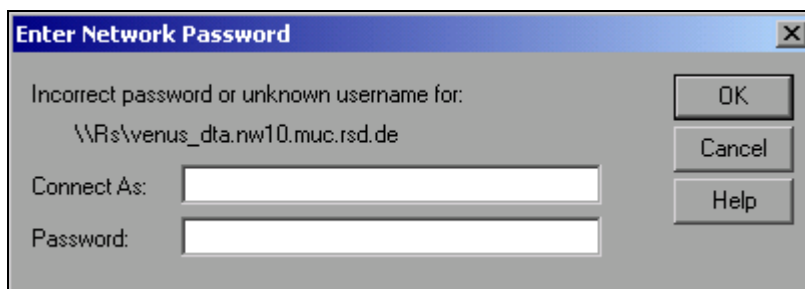 Enter Network Password
Incorrect password or unknown username for:
\\Rs\venus_dta.nw10.muc.rsd.de
Connect As:
Password:
OK
Cancel
Help